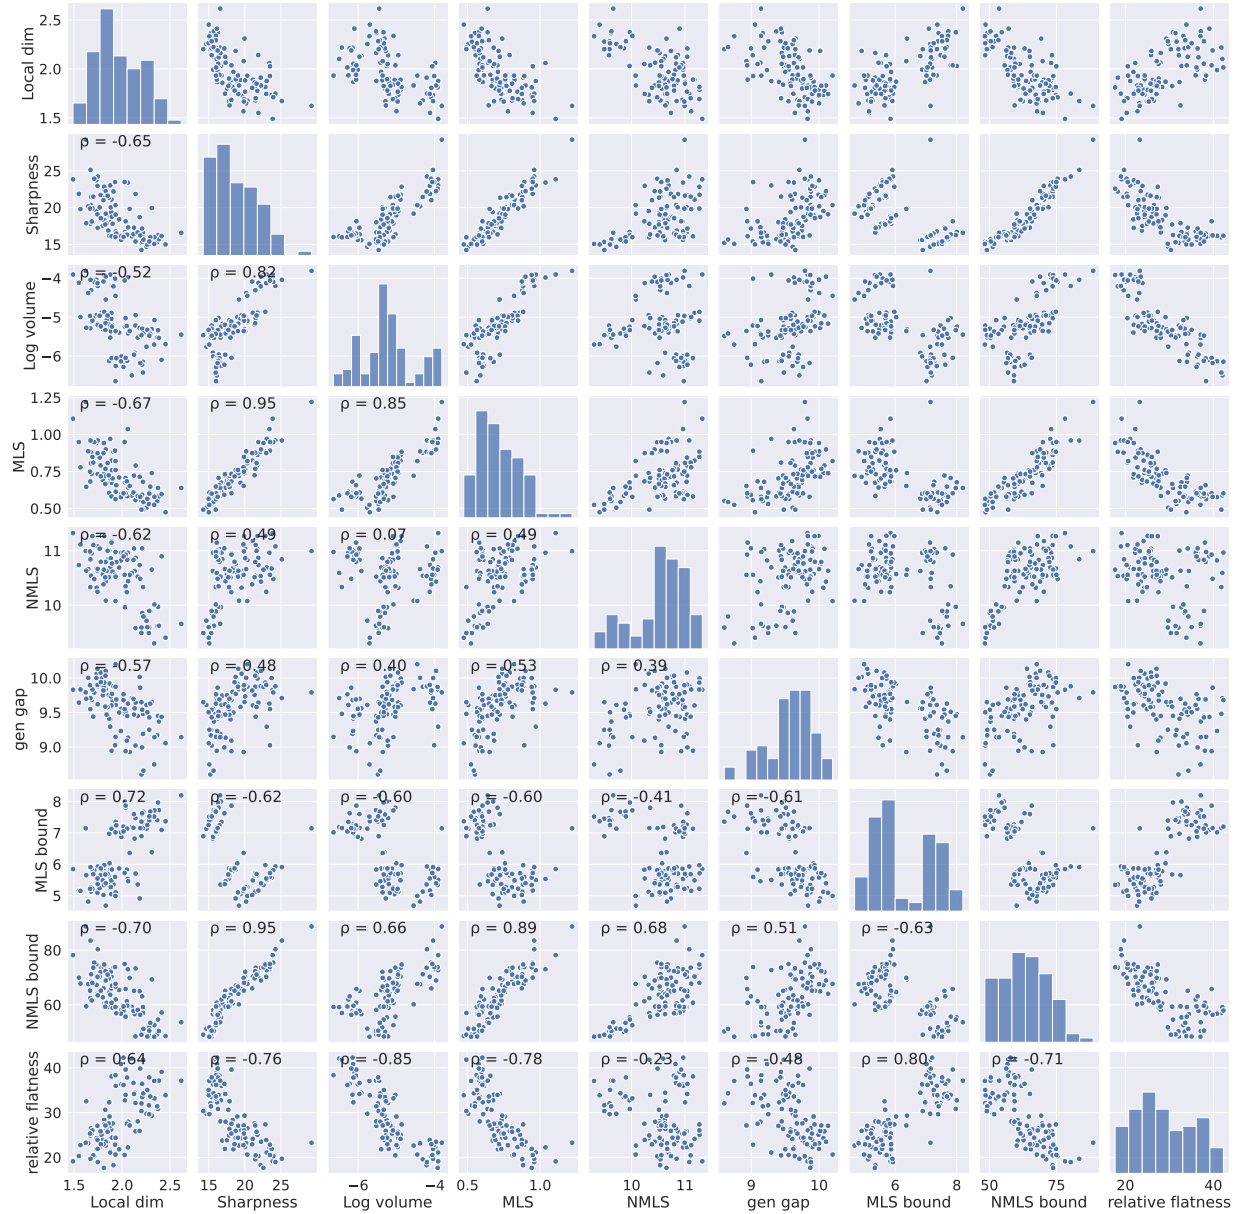 2.5
2.0
1.5
Local dim
ρ = -0.65
25
20
15
Sharpness
ρ = -0.52 ρ = 0.82
−4
−5
−6
Log volume
ρ = -0.67 ρ = 0.95 ρ = 0.85
1.25
1.00
0.75
0.50
MLS
ρ = -0.62 ρ = 0.49 ρ = 0.07 ρ = 0.49
11
10
NMLS
ρ = -0.57 ρ = 0.48 ρ = 0.40 ρ = 0.53 ρ = 0.39
10.0
9.5
9.0
gen gap
ρ = 0.72 ρ = -0.62 ρ = -0.60 ρ = -0.60 ρ = -0.41 ρ = -0.61
8
7
6
5
MLS bound
ρ = -0.70 ρ = 0.95 ρ = 0.66 ρ = 0.89 ρ = 0.68 ρ = 0.51 ρ = -0.63
80
60
NMLS bound
ρ = 0.64 ρ = -0.76 ρ = -0.85 ρ = -0.78 ρ = -0.23 ρ = -0.48 ρ = 0.80 ρ = -0.71
40
30
20
relative flatness
1.5 2.0 2.5 15 20 25 −6 −4 0.5 1.0 10 11 9 10 6 8 50 75 20 40
Local dim Sharpness Log volume MLS NMLS gen gap MLS bound NMLS bound relative flatness